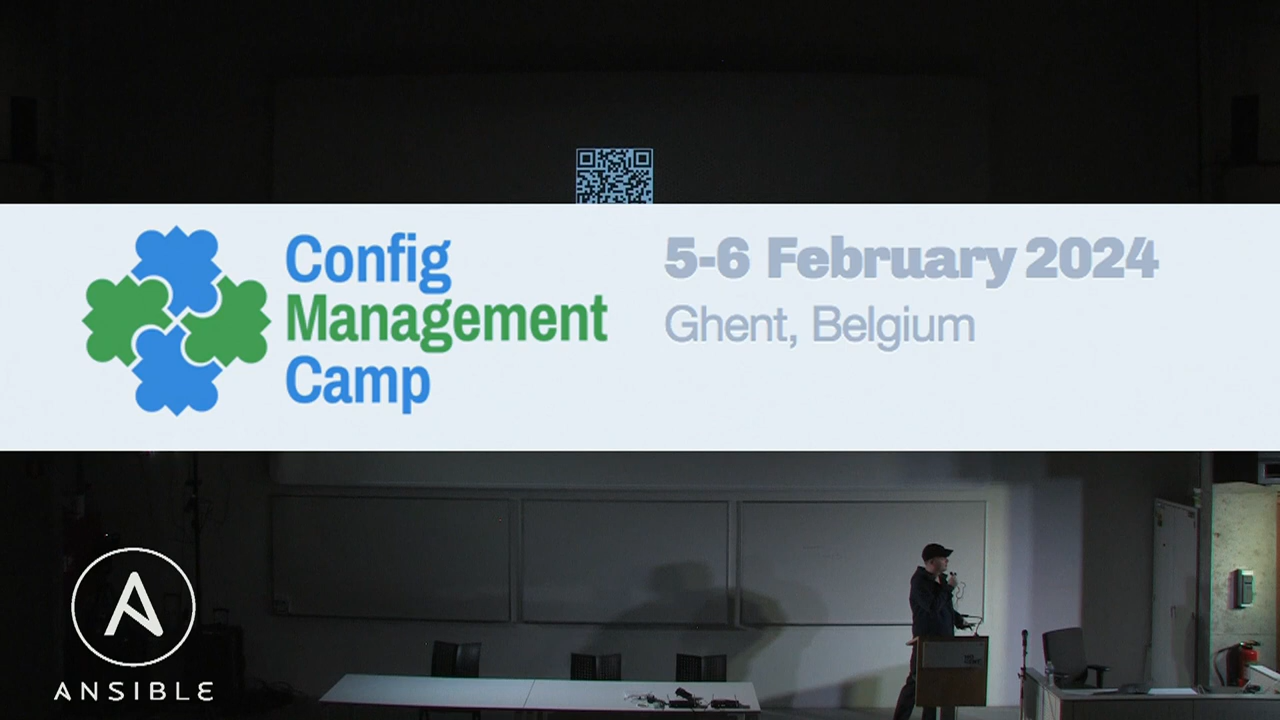 Config
Management
Camp
5-6 February 2024
Ghent, Belgium
ANSIBLE